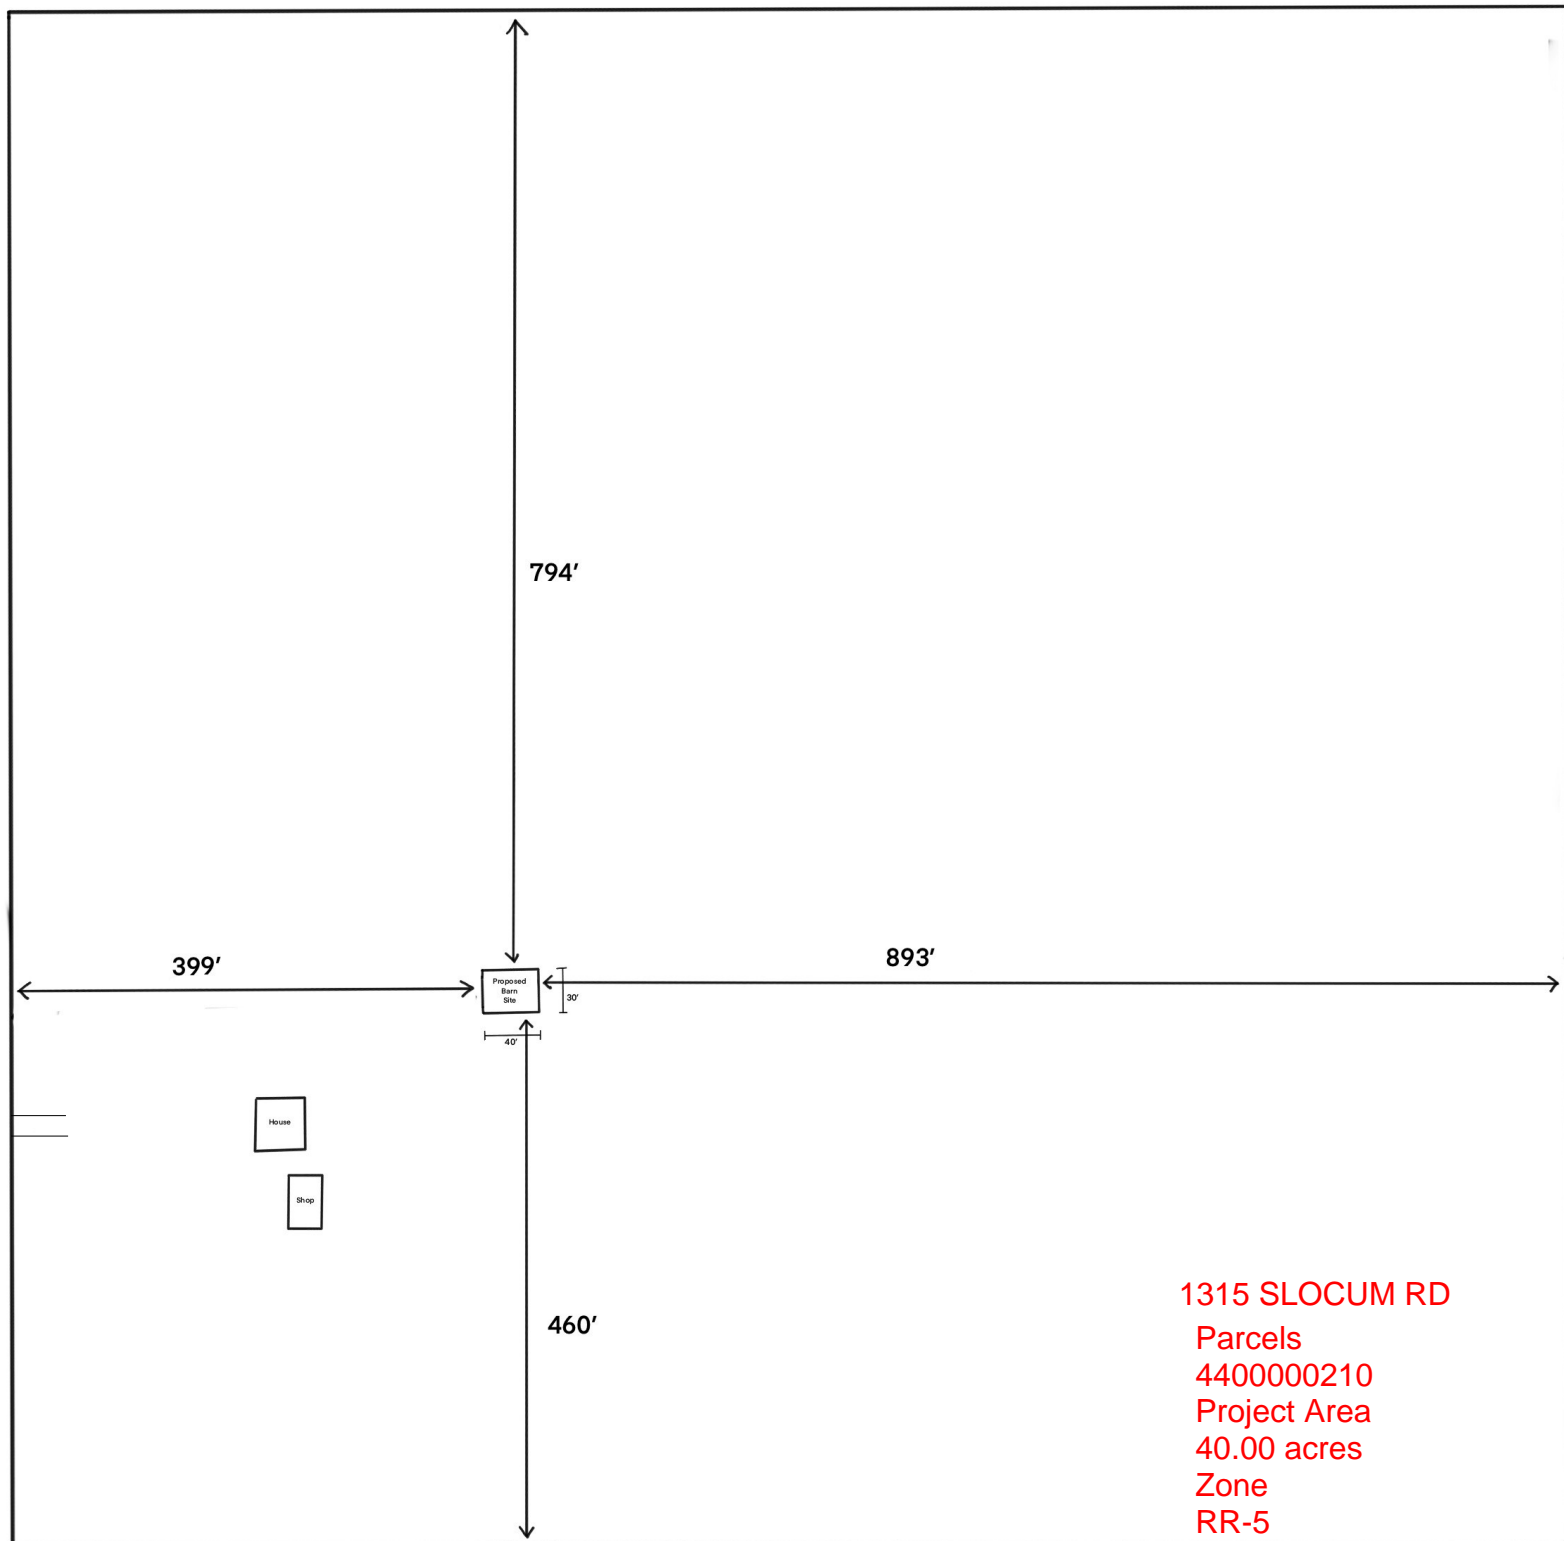 794’
399’
893’
Proposed
Barn
Site
30’
40’
House
Shop
460’
1315 SLOCUM RD
Parcels
4400000210
Project Area
40.00 acres
Zone
RR-5